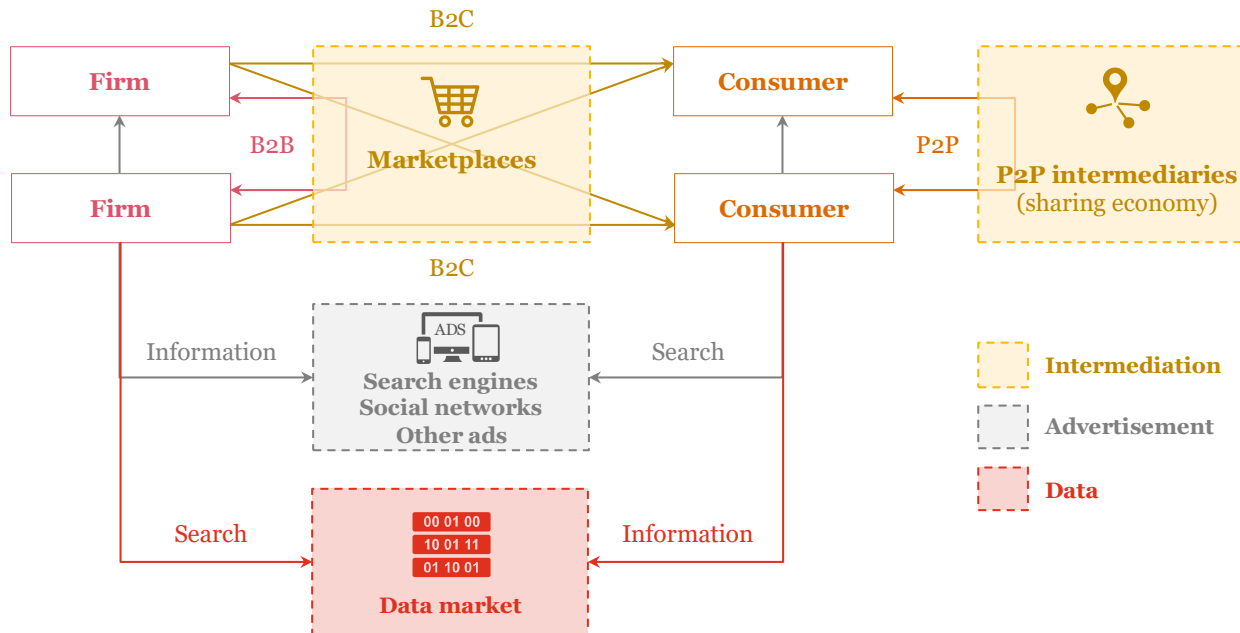 B2C
Firm
Consumer
B2B
Marketplaces
P2P
P2P intermediaries
(sharing economy)
Firm
Consumer
B2C
ADS
Information
Search
Search engines
Social networks
Other ads
Intermediation
Advertisement
Data
00 01 00
10 01 11
01 10 01
Search
Information
Data market